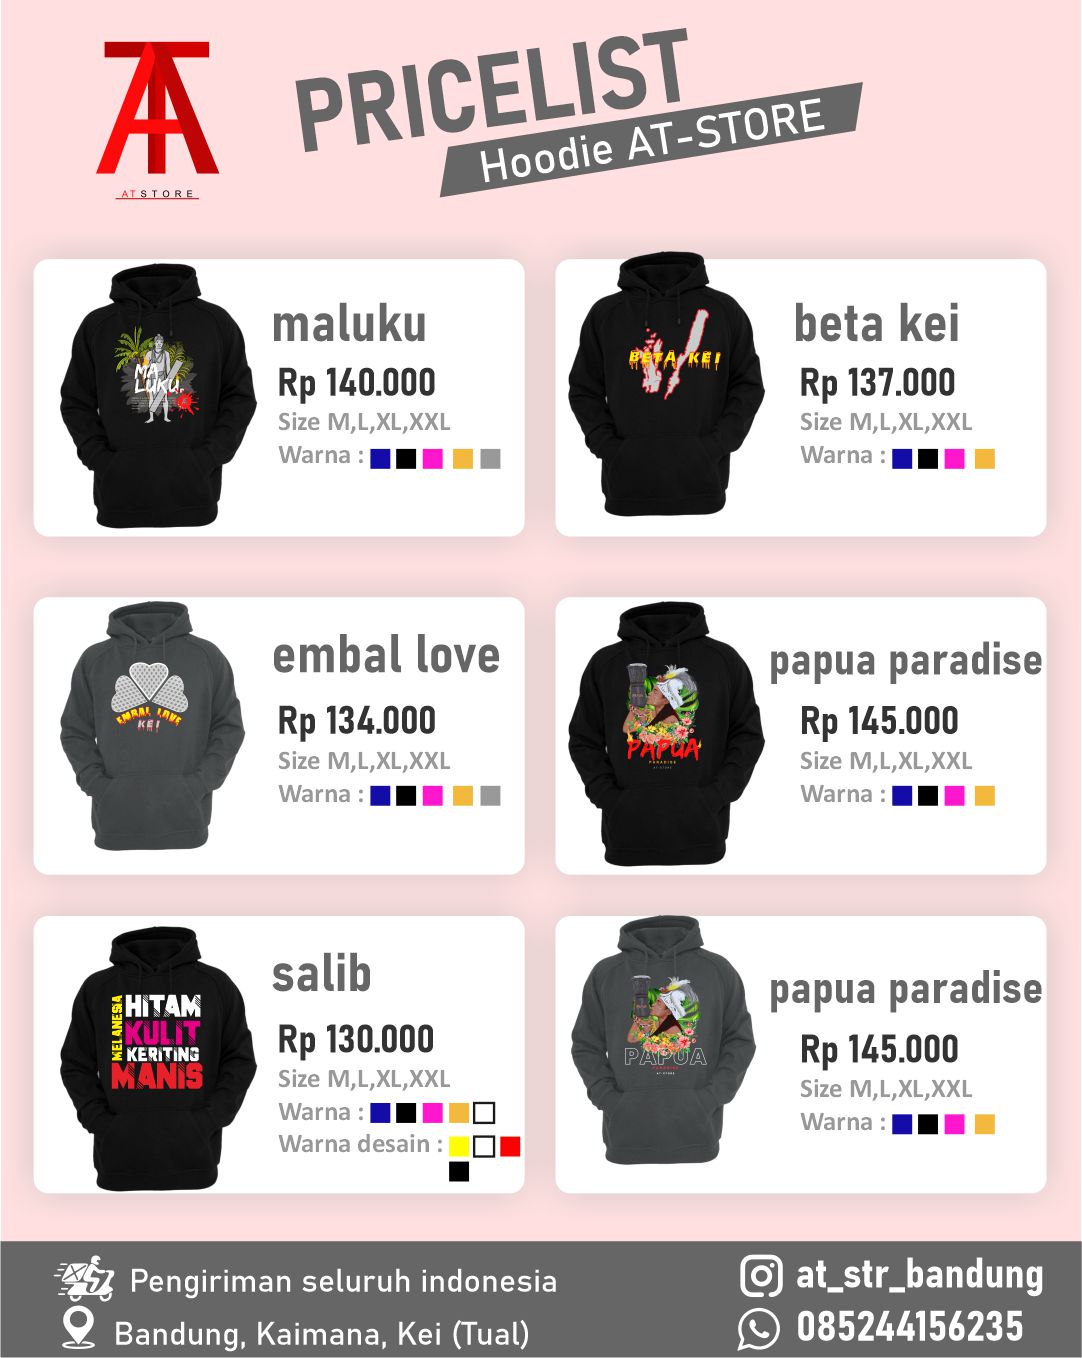 AT STORE
PRICELIST
Hoodie AT-STORE
MA
LUKU.
maluku
Rp 140.000
Size M,L,XL,XXL
Warna :
BETA KEI
beta kei
Rp 137.000
Size M,L,XL,XXL
Warna :
EMBAL LOVE
KEI
embal love
Rp 134.000
Size M,L,XL,XXL
Warna :
PAPUA
PARADISE
AT-STORE
papua paradise
Rp 145.000
Size M,L,XL,XXL
Warna :
MELANESIA
HITAM
KULIT
KERITING
MANIS
salib
Rp 130.000
Size M,L,XL,XXL
Warna :
Warna desain :
PAPUA
PARADISE
AT-STORE
papua paradise
Rp 145.000
Size M,L,XL,XXL
Warna :
Pengiriman seluruh indonesia
Bandung, Kaimana, Kei (Tual)
at_str_bandung
085244156235